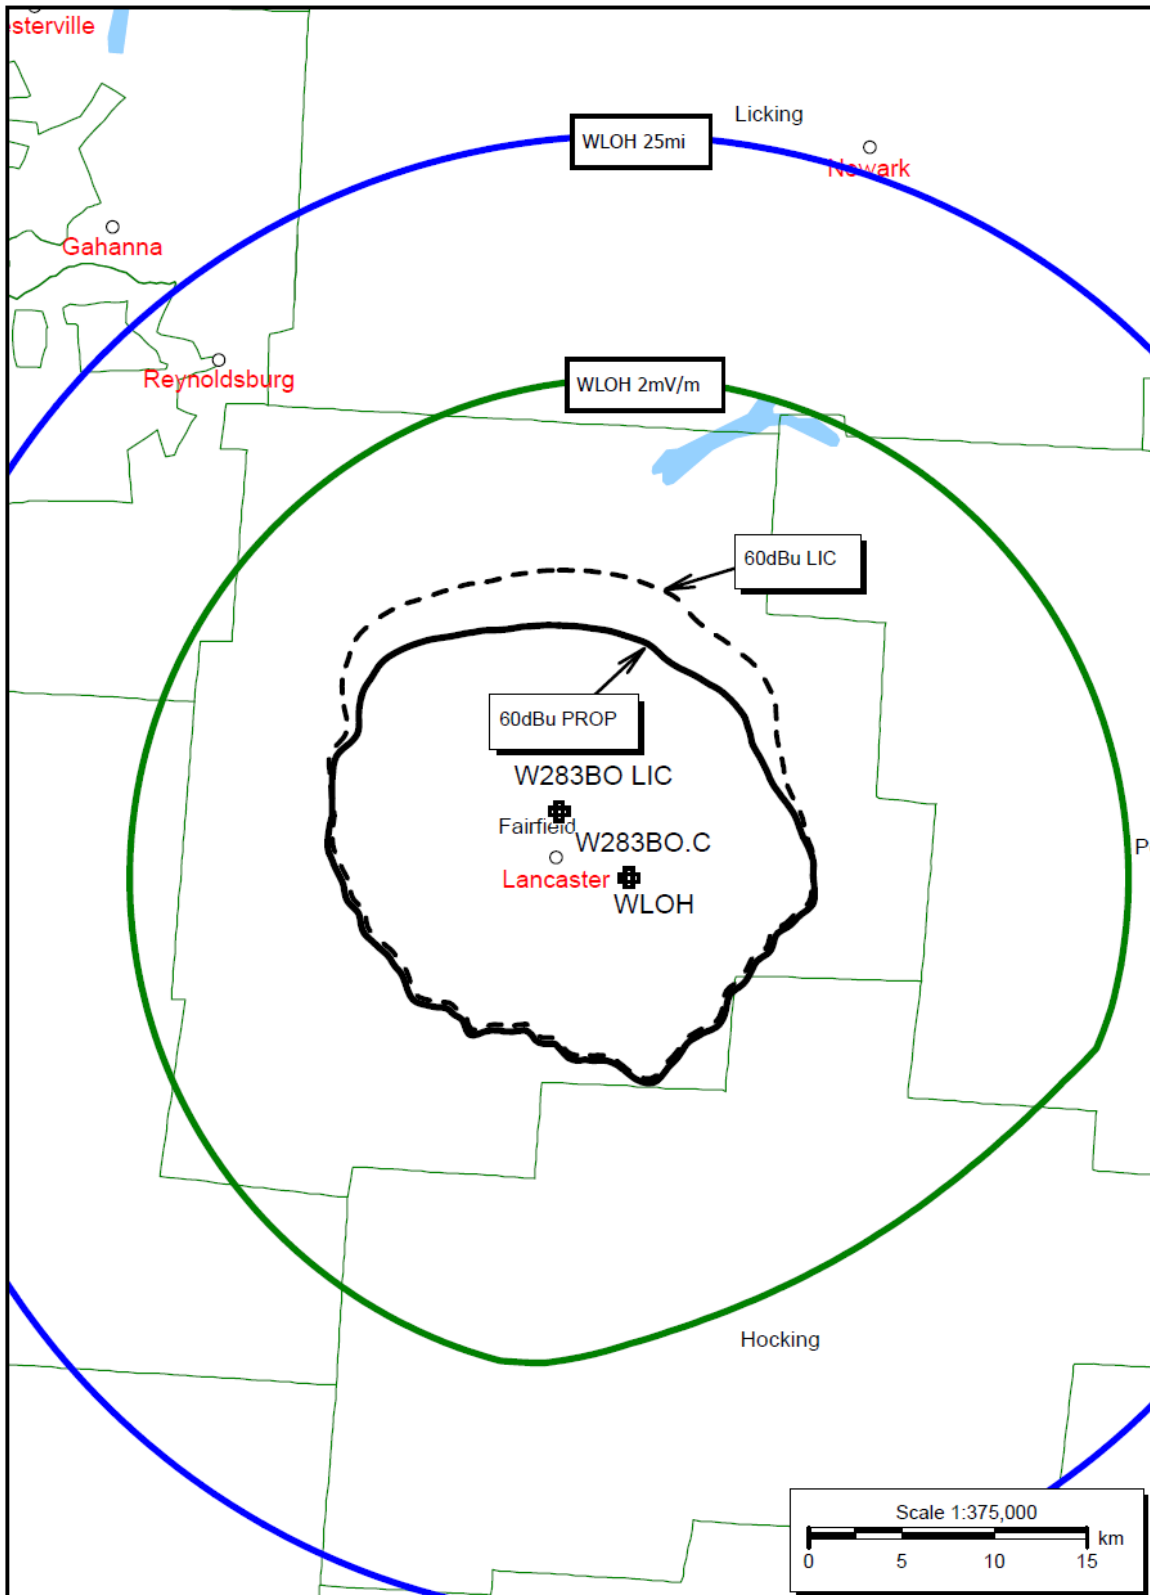 esterville
Licking
WLOH 25mi
Newark
Gahanna
Reynoldsburg
WLOH 2mV/m
60dBu LIC
60dBu PROP
W283BO LIC
Fairfield
W283BO.C
P
Lancaster
WLOH
Hocking
Scale 1:375,000
km
0 5 10 15